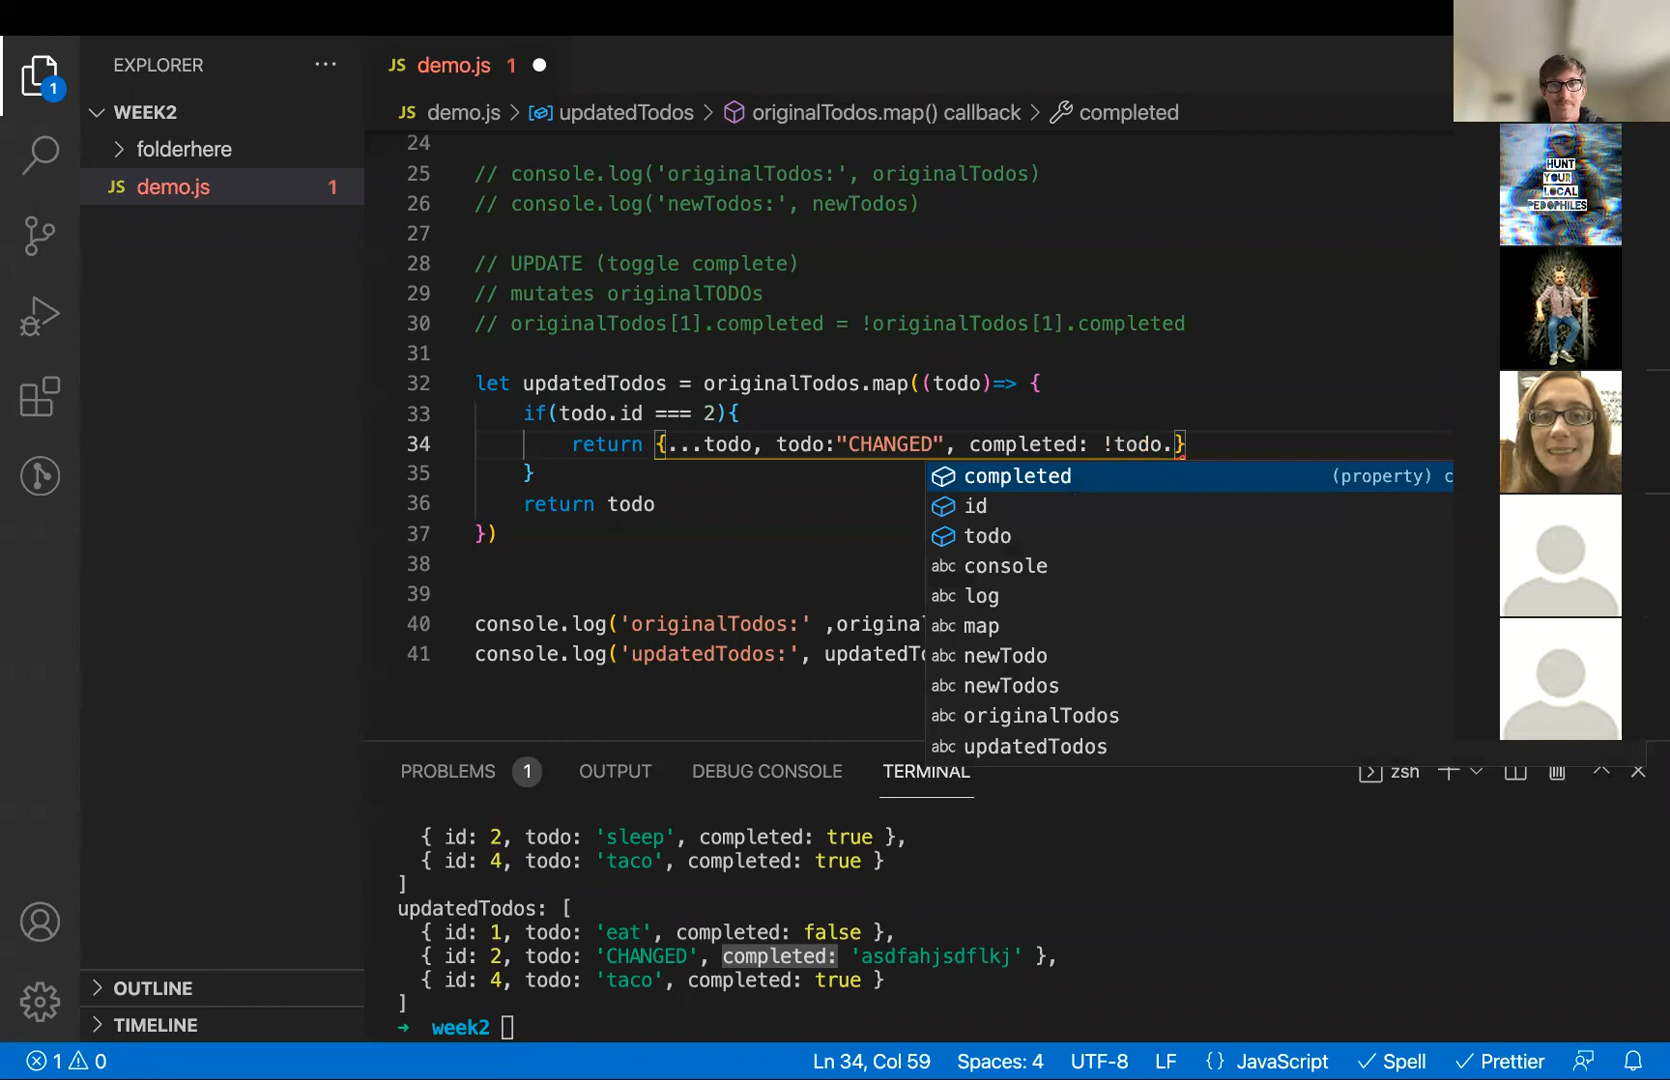 EXPLORER
WEEK2
folderhere
JS demo.js 1
JS demo.js 1
JS demo.js > updatedTodos > originalTodos.map() callback > completed
24
25 // console.log('originalTodos:', originalTodos)
26 // console.log('newTodos:', newTodos)
27
28 // UPDATE (toggle complete)
29 // mutates originalTODOs
30 // originalTodos[1].completed = !originalTodos[1].completed
31
32 let updatedTodos = originalTodos.map((todo)=> {
33 if(todo.id === 2){
34 return {...todo, todo:"CHANGED", completed: !todo.}
35 }
36 return todo
37 })
38
39
40 console.log('originalTodos:' ,origina
41 console.log('updatedTodos:', updatedTo
completed (property) c
id
todo
abc console
abc log
abc map
abc newTodo
abc newTodos
abc originalTodos
abc updatedTodos
HUNT
YOUR
LOCAL
PEDOPHILES
PROBLEMS 1 OUTPUT DEBUG CONSOLE TERMINAL zsh
{ id: 2, todo: 'sleep', completed: true },
{ id: 4, todo: 'taco', completed: true }
]
updatedTodos: [
{ id: 1, todo: 'eat', completed: false },
{ id: 2, todo: 'CHANGED', completed: 'asdfahjsdflkj' },
{ id: 4, todo: 'taco', completed: true }
]
→ week2
OUTLINE
TIMELINE
1
1 0 Ln 34, Col 59 Spaces: 4 UTF-8 LF {} JavaScript Spell Prettier